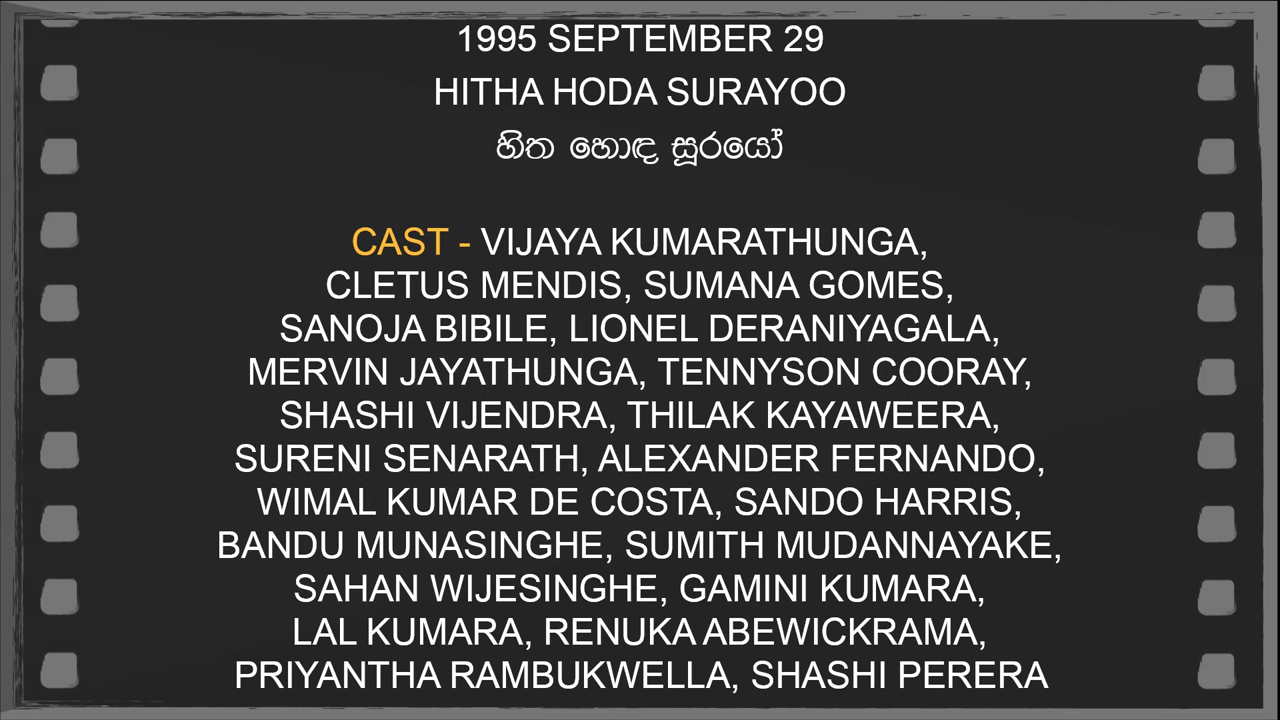 1995 SEPTEMBER 29
HITHA HODA SURAYOO
හිත හොඳ සූරයෝ
CAST - VIJAYA KUMARATHUNGA,
CLETUS MENDIS, SUMANA GOMES,
SANOJA BIBILE, LIONEL DERANIYAGALA,
MERVIN JAYATHUNGA, TENNYSON COORAY,
SHASHI VIJENDRA, THILAK KAYAWEERA,
SURENI SENARATH, ALEXANDER FERNANDO,
WIMAL KUMAR DE COSTA, SANDO HARRIS,
BANDU MUNASINGHE, SUMITH MUDANNAYAKE,
SAHAN WIJESINGHE, GAMINI KUMARA,
LAL KUMARA, RENUKA ABEWICKRAMA,
PRIYANTHA RAMBUKWELLA, SHASHI PERERA